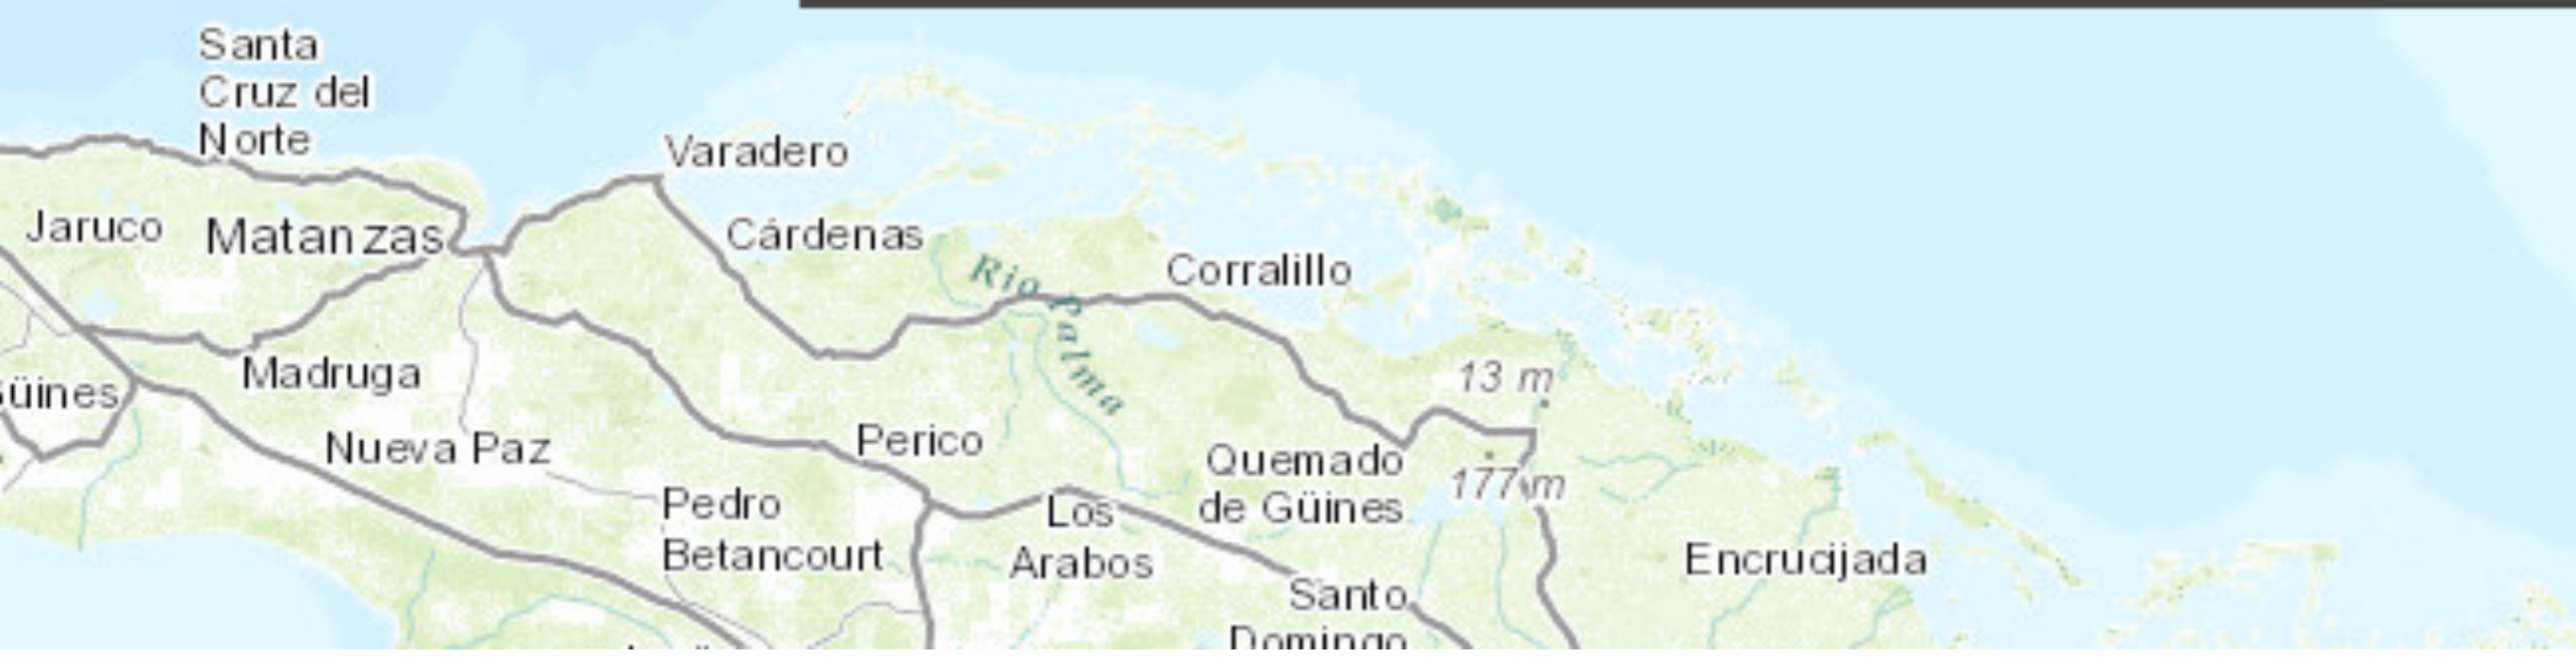 Santa
Cruz del
Norte
Varadero
Jaruco
Matanzas
Cárdenas
Río Palma
Corralillo
Madruga
13 m
üines
Nueva Paz
Perico
Quemado
de Güines
177 m
Pedro
Betancourt
Los
Arabos
Encrucijada
Santo
Domingo